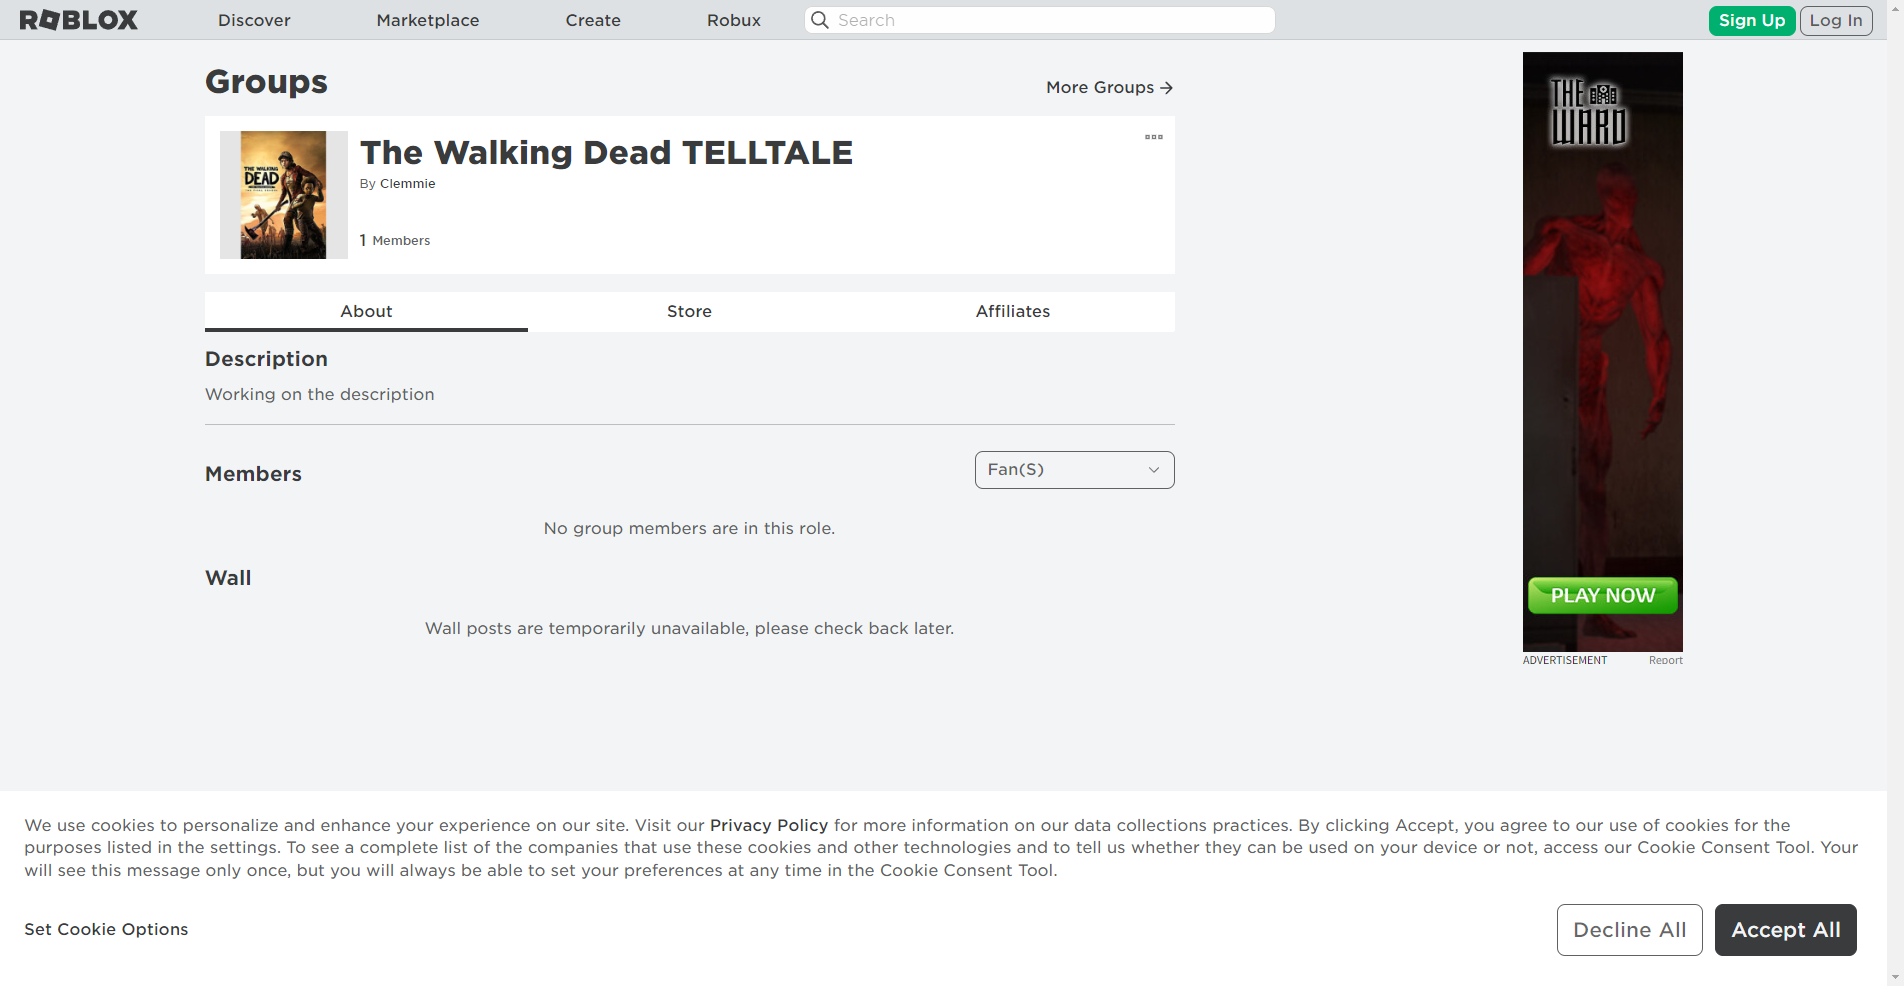 ROBLOX Discover Marketplace Create Robux Search Sign Up Log In
Groups
More Groups
THE WALKING
DEAD
The Walking Dead TELLTALE
By Clemmie
1 Members
About Store Affiliates
Description
Working on the description
Members
Fan(S)
No group members are in this role.
Wall
Wall posts are temporarily unavailable, please check back later.
THE
WARD
PLAY NOW
ADVERTISEMENT Report
We use cookies to personalize and enhance your experience on our site. Visit our Privacy Policy for more information on our data collections practices. By clicking Accept, you agree to our use of cookies for the
purposes listed in the settings. To see a complete list of the companies that use these cookies and other technologies and to tell us whether they can be used on your device or not, access our Cookie Consent Tool. Your
will see this message only once, but you will always be able to set your preferences at any time in the Cookie Consent Tool.
Set Cookie Options
Decline All
Accept All